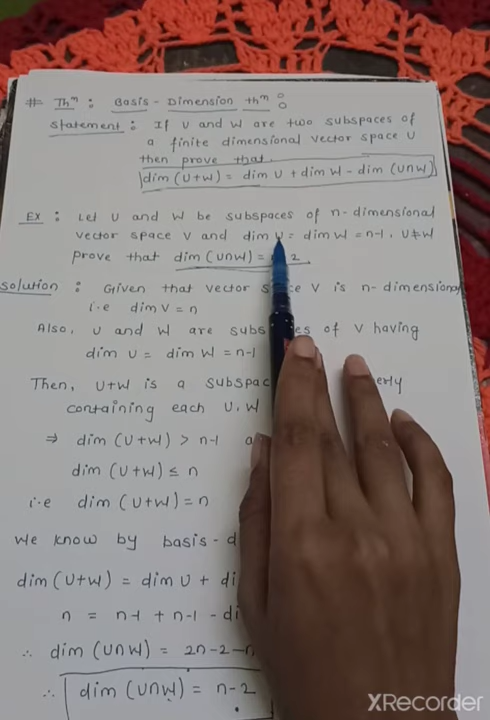 # Thm : Basis - Dimension thm :
Statement : If U and W are two subspaces of
a finite dimensional vector space U
then prove that
dim (U+W) = dim U + dim W - dim (U∩W)
Ex : Let U and W be subspaces of n-dimensional
vector space V and dim U = dim W = n-1, U≠W
prove that dim (U∩W) = 2.
Solution : Given that vector V is n-dimensional
i.e dim V = n
Also, U and W are of V having
dim U = dim W = n-1
Then, U+W is a
containing each U, W
⇒ dim (U+W) > n-1
dim (U+W) ≤ n
i.e dim (U+W) = n
We know by basis -
dim (U+W) = dim U +
n = n-1 + n-1 -
∴ dim (U∩W) = 2n-2-n
∴ dim (U∩W) = n-2
XRecorder